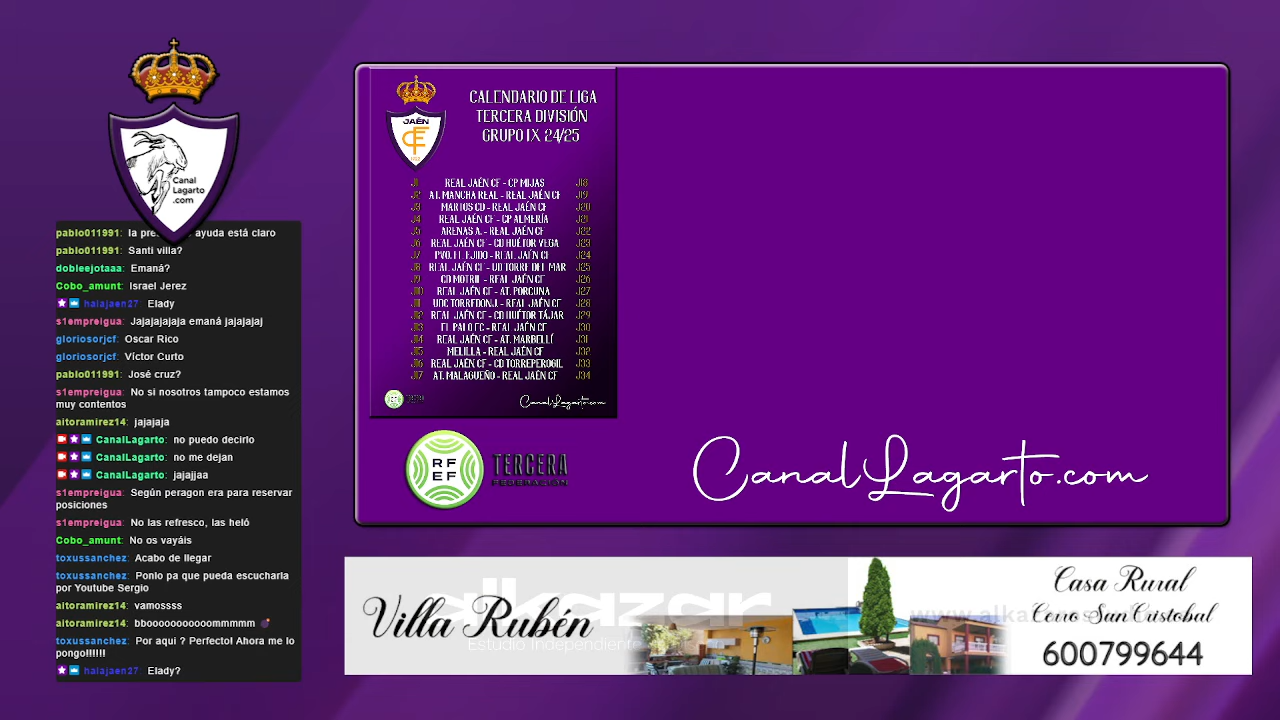 Canal
Lagarto
.com
pablo011991: la pre ayuda está claro
pablo011991: Santi villa?
dobleejotaaa: Emaná?
Cobo_amunt: Israel Jerez
halajaen27 Elady
s1empreigua: Jajajajajaja emaná jajajajaj
gloriosorjcf: Oscar Rico
gloriosorjcf: Víctor Curto
pablo011991: José cruz?
s1empreigua: No si nosotros tampoco estamos
muy contentos
aitoramirez14: jajajaja
CanalLagarto: no puedo decirlo
CanalLagarto: no me dejan
CanalLagarto: jajajjaa
s1empreigua: Según peragon era para reservar
posiciones
s1empreigua: No las refresco, las heló
Cobo_amunt: No os vayáis
toxussanchez: Acabo de llegar
toxussanchez: Ponlo pa que pueda escucharla
por Youtube Sergio
aitoramirez14: vamossss
aitoramirez14: bboooooooooommmmm
toxussanchez: Por aqui ? Perfecto! Ahora me lo
pongo!!!!!!
halajaen27 Elady?
JAÉN
CF
CALENDARIO DE LIGA
TERCERA DIVISIÓN
GRUPO IX 24/25
J1 REAL JAÉN CF - CP MIJAS J18
J2 AT. MANCHA REAL - REAL JAÉN CF J19
J3 MARTOS CD - REAL JAÉN CF J20
J4 REAL JAÉN CF - CP ALMERÍA J21
J5 ARENAS A. - REAL JAÉN CF J22
J6 REAL JAÉN CF - CD HUÉTOR VEGA J23
J7 PVO. EL EJIDO - REAL JAÉN CF J24
J8 REAL JAÉN CF - UD TORRE DEL MAR J25
J9 CD MOTRIL - REAL JAÉN CF J26
J10 REAL JAÉN CF - AT. PORCUNA J27
J11 UDC TORREDONJ. - REAL JAÉN CF J28
J12 REAL JAÉN CF - CD HUÉTOR TÁJAR J29
J13 EL PALO FC - REAL JAÉN CF J30
J14 REAL JAÉN CF - AT. MARBELLÍ J31
J15 MELILLA - REAL JAÉN CF J32
J16 REAL JAÉN CF - CD TORREPEROGIL J33
J17 AT. MALAGUEÑO - REAL JAÉN CF J34
CanalLagarto.com
RF
EF
TERCERA
FEDERACIÓN
CanalLagarto.com
alkazar
Estudio Independiente
Villa Rubén
Casa Rural
Cerro San Cristobal
600799644